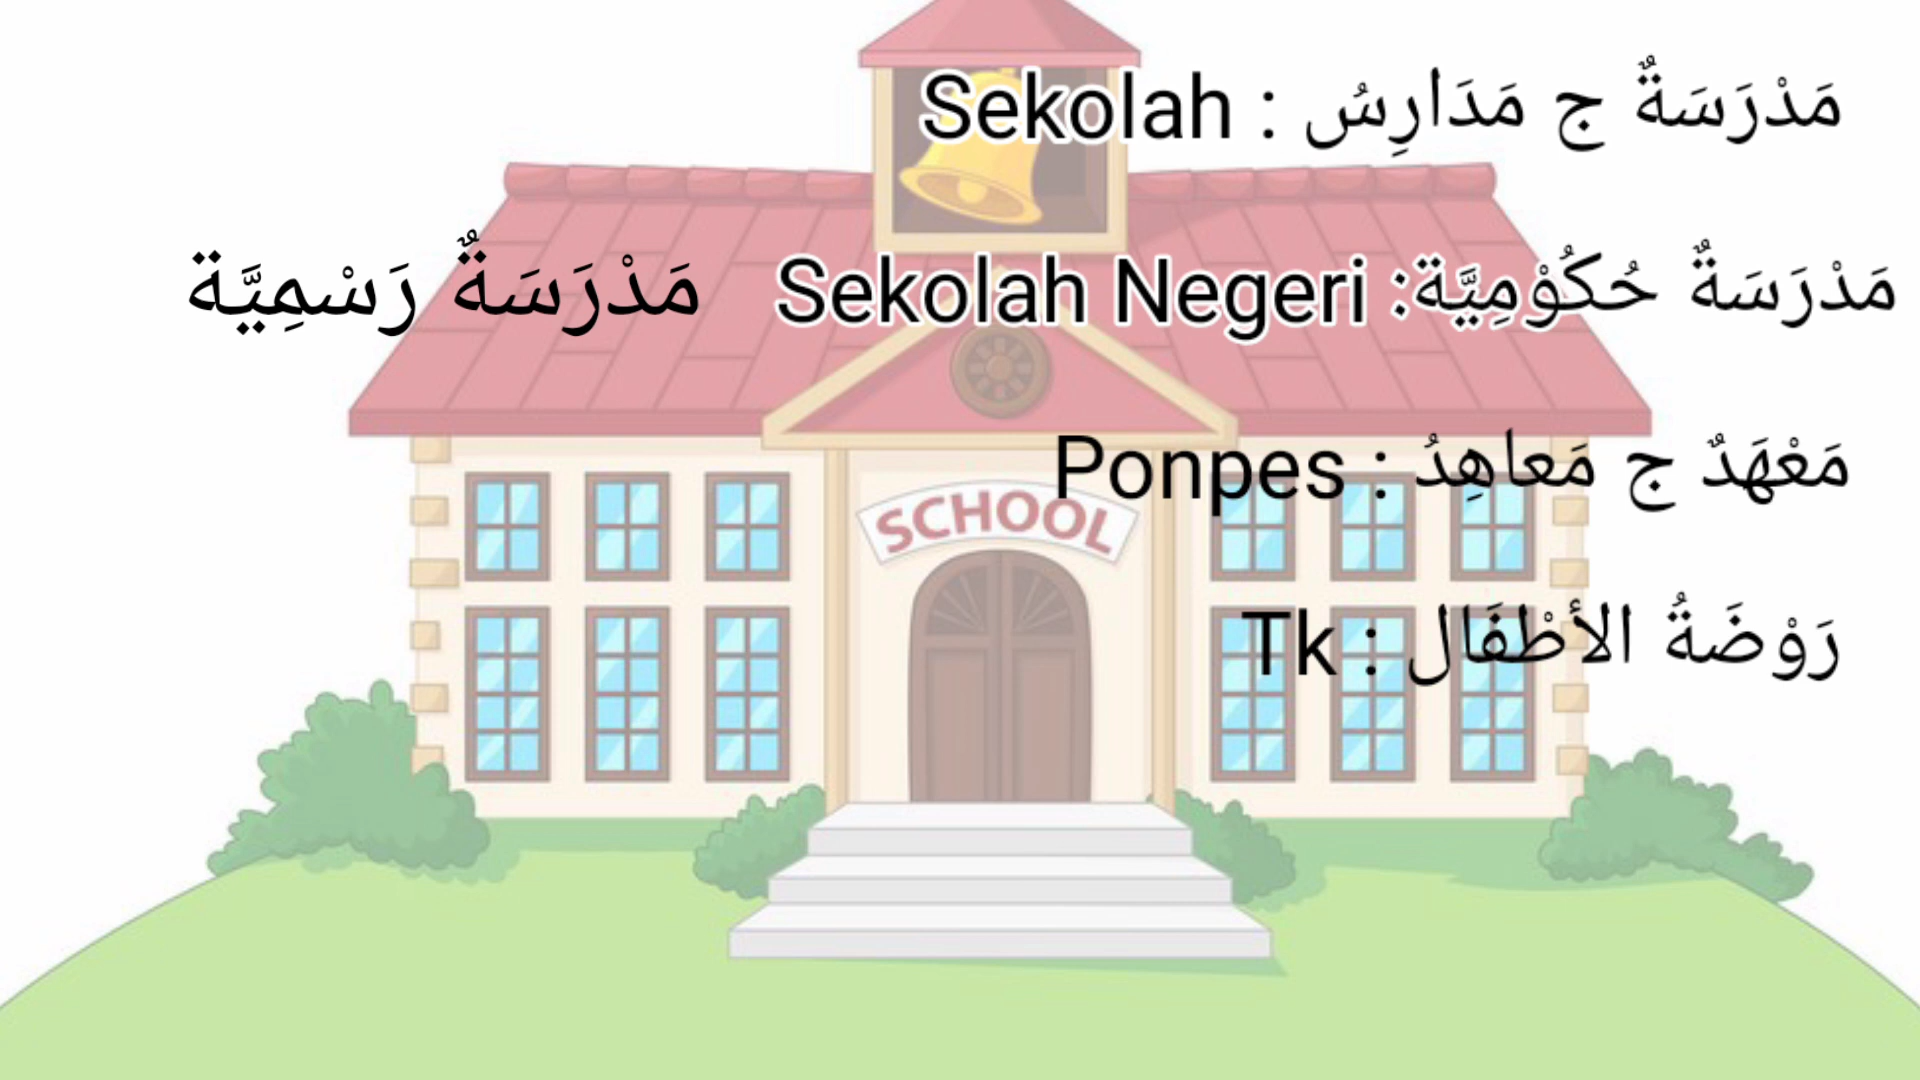 مَدْرَسَةٌ ج مَدَارِسُ : Sekolah
مَدْرَسَةٌ حُكُوْمِيَّة: Sekolah Negeri مَدْرَسَةٌ رَسْمِيَّة
مَعْهَدٌ ج مَعاهِدُ : Ponpes
SCHOOL
رَوْضَةُ الأطْفَال : Tk